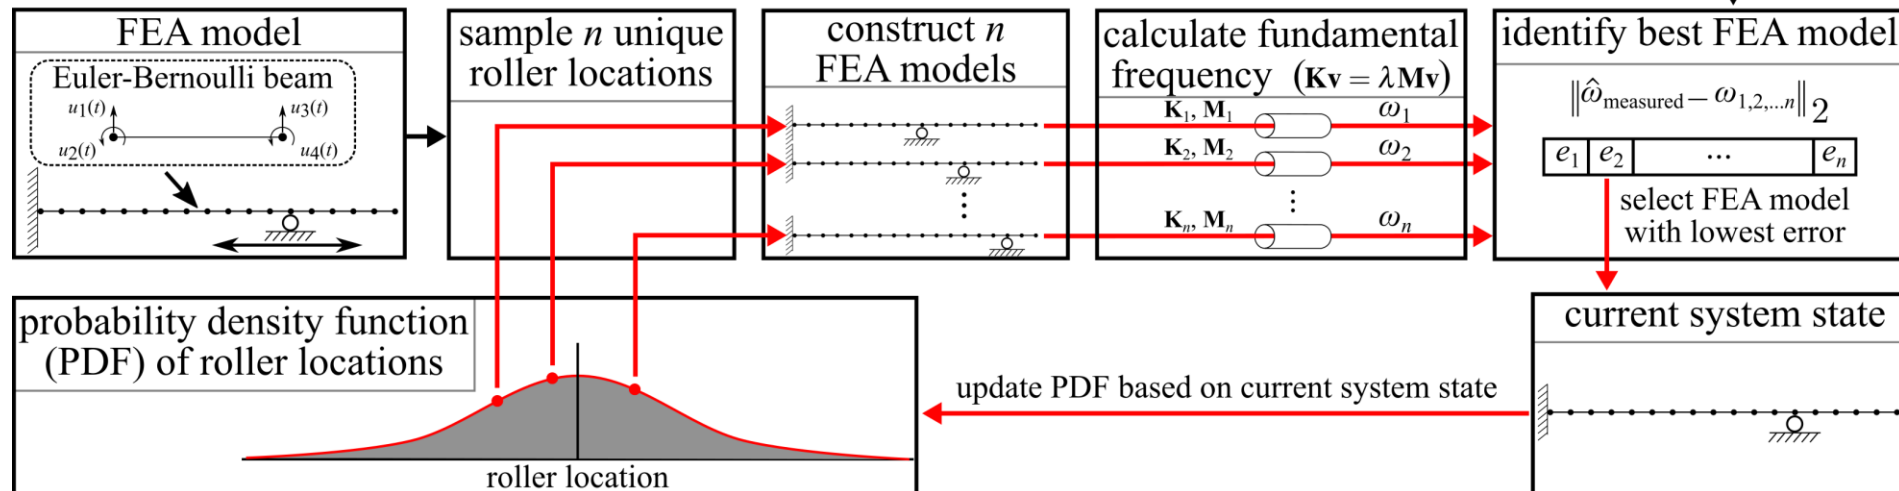 FEA model
Euler-Bernoulli beam
u1(t)
u3(t)
u2(t)
u4(t)
sample n unique
roller locations
construct n
FEA models
calculate fundamental
frequency (Kv = λMv)
K1, M1
ω1
K2, M2
ω2
⋮
⋮
Kn, Mn
ωn
identify best FEA model
‖ω̂measured − ω1,2,...n‖2
e1 e2 ... en
select FEA model
with lowest error
probability density function
(PDF) of roller locations
roller location
update PDF based on current system state
current system state